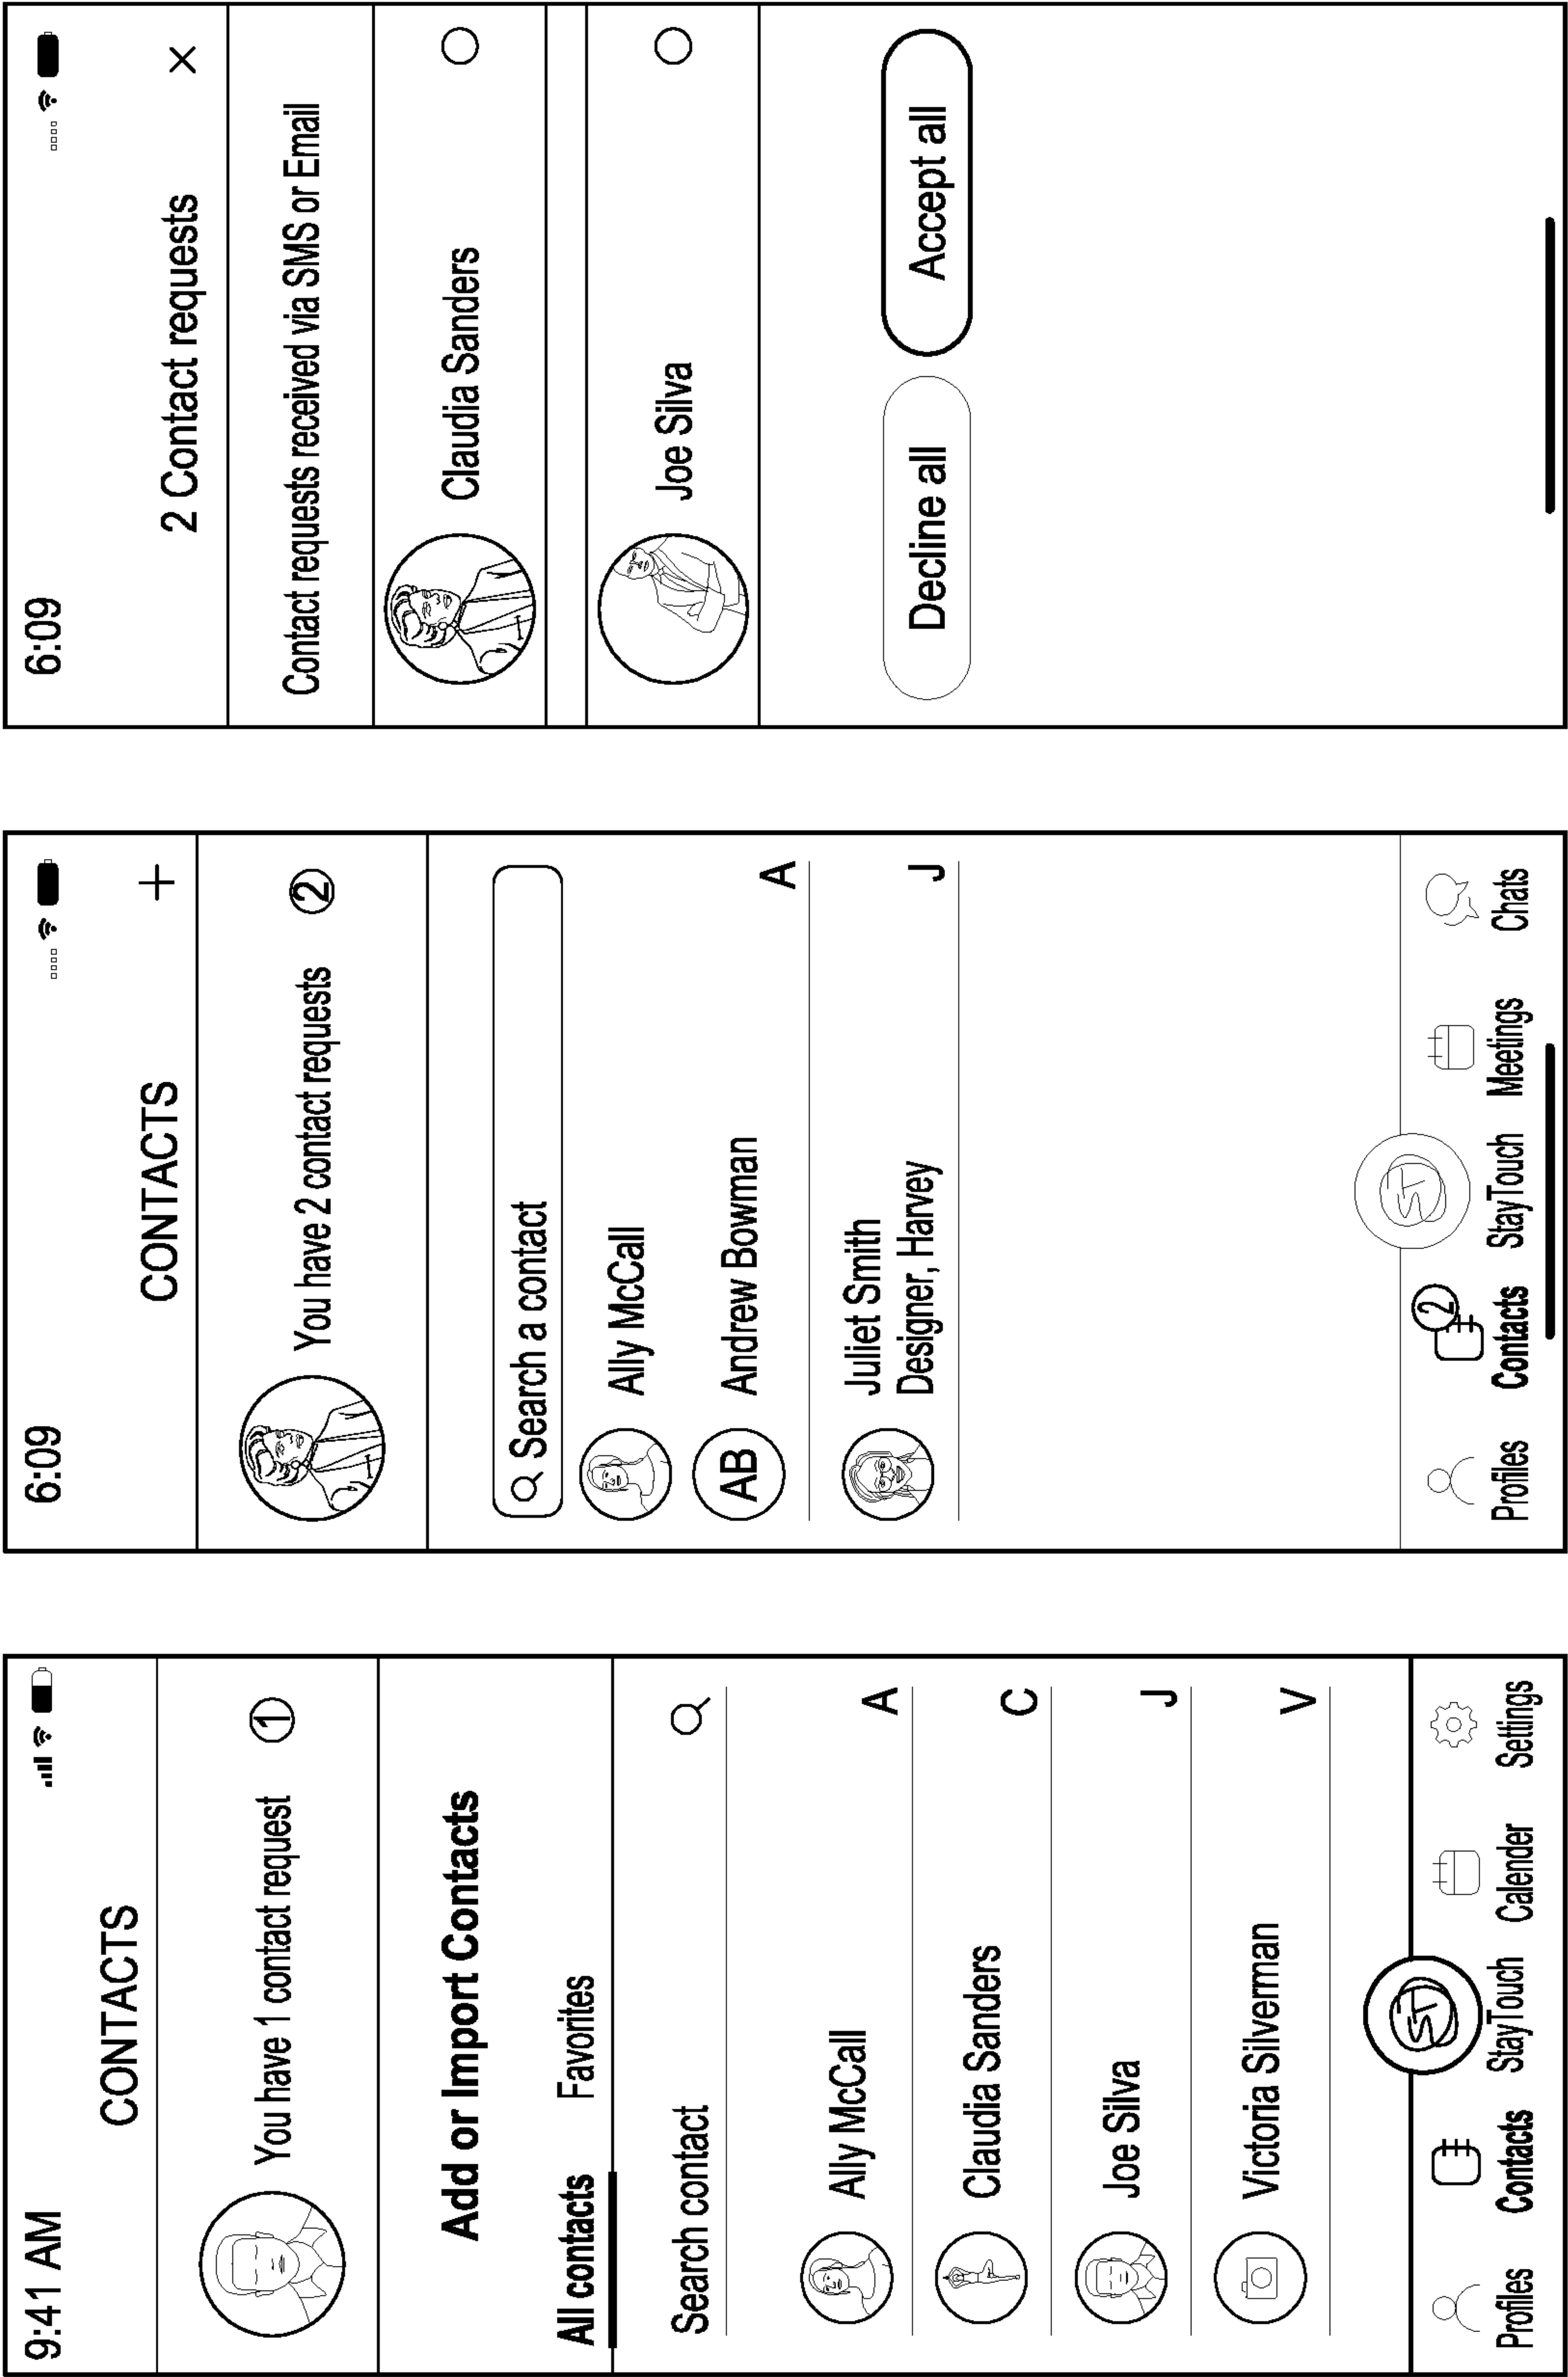 9:41 AM
CONTACTS
You have 1 contact request
1
Add or Import Contacts
All contacts
Favorites
Search contact
A
Ally McCall
C
Claudia Sanders
J
Joe Silva
V
Victoria Silverman
ST
Profiles
Contacts
StayTouch
Calender
Settings
6:09
CONTACTS
+
You have 2 contact requests
2
Search a contact
Ally McCall
A
AB
Andrew Bowman
J
Juliet Smith
Designer, Harvey
2
ST
Profiles
Contacts
StayTouch
Meetings
Chats
6:09
2 Contact requests
Contact requests received via SMS or Email
Claudia Sanders
Joe Silva
Decline all
Accept all